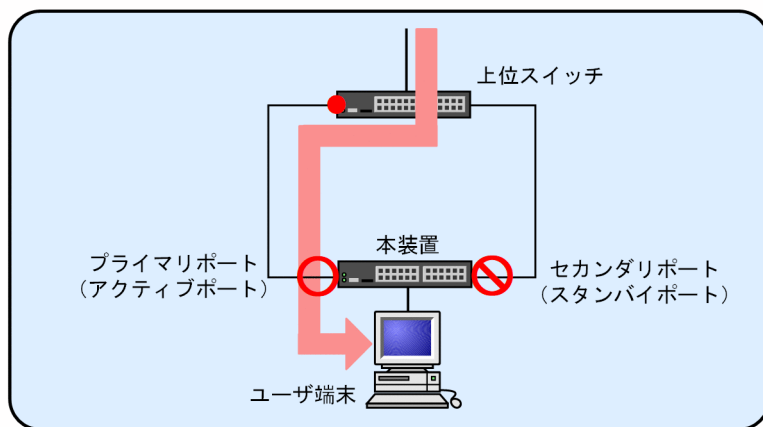 上位スイッチ
本装置
プライマリポート
（アクティブポート）
セカンダリポート
（スタンバイポート）
ユーザ端末